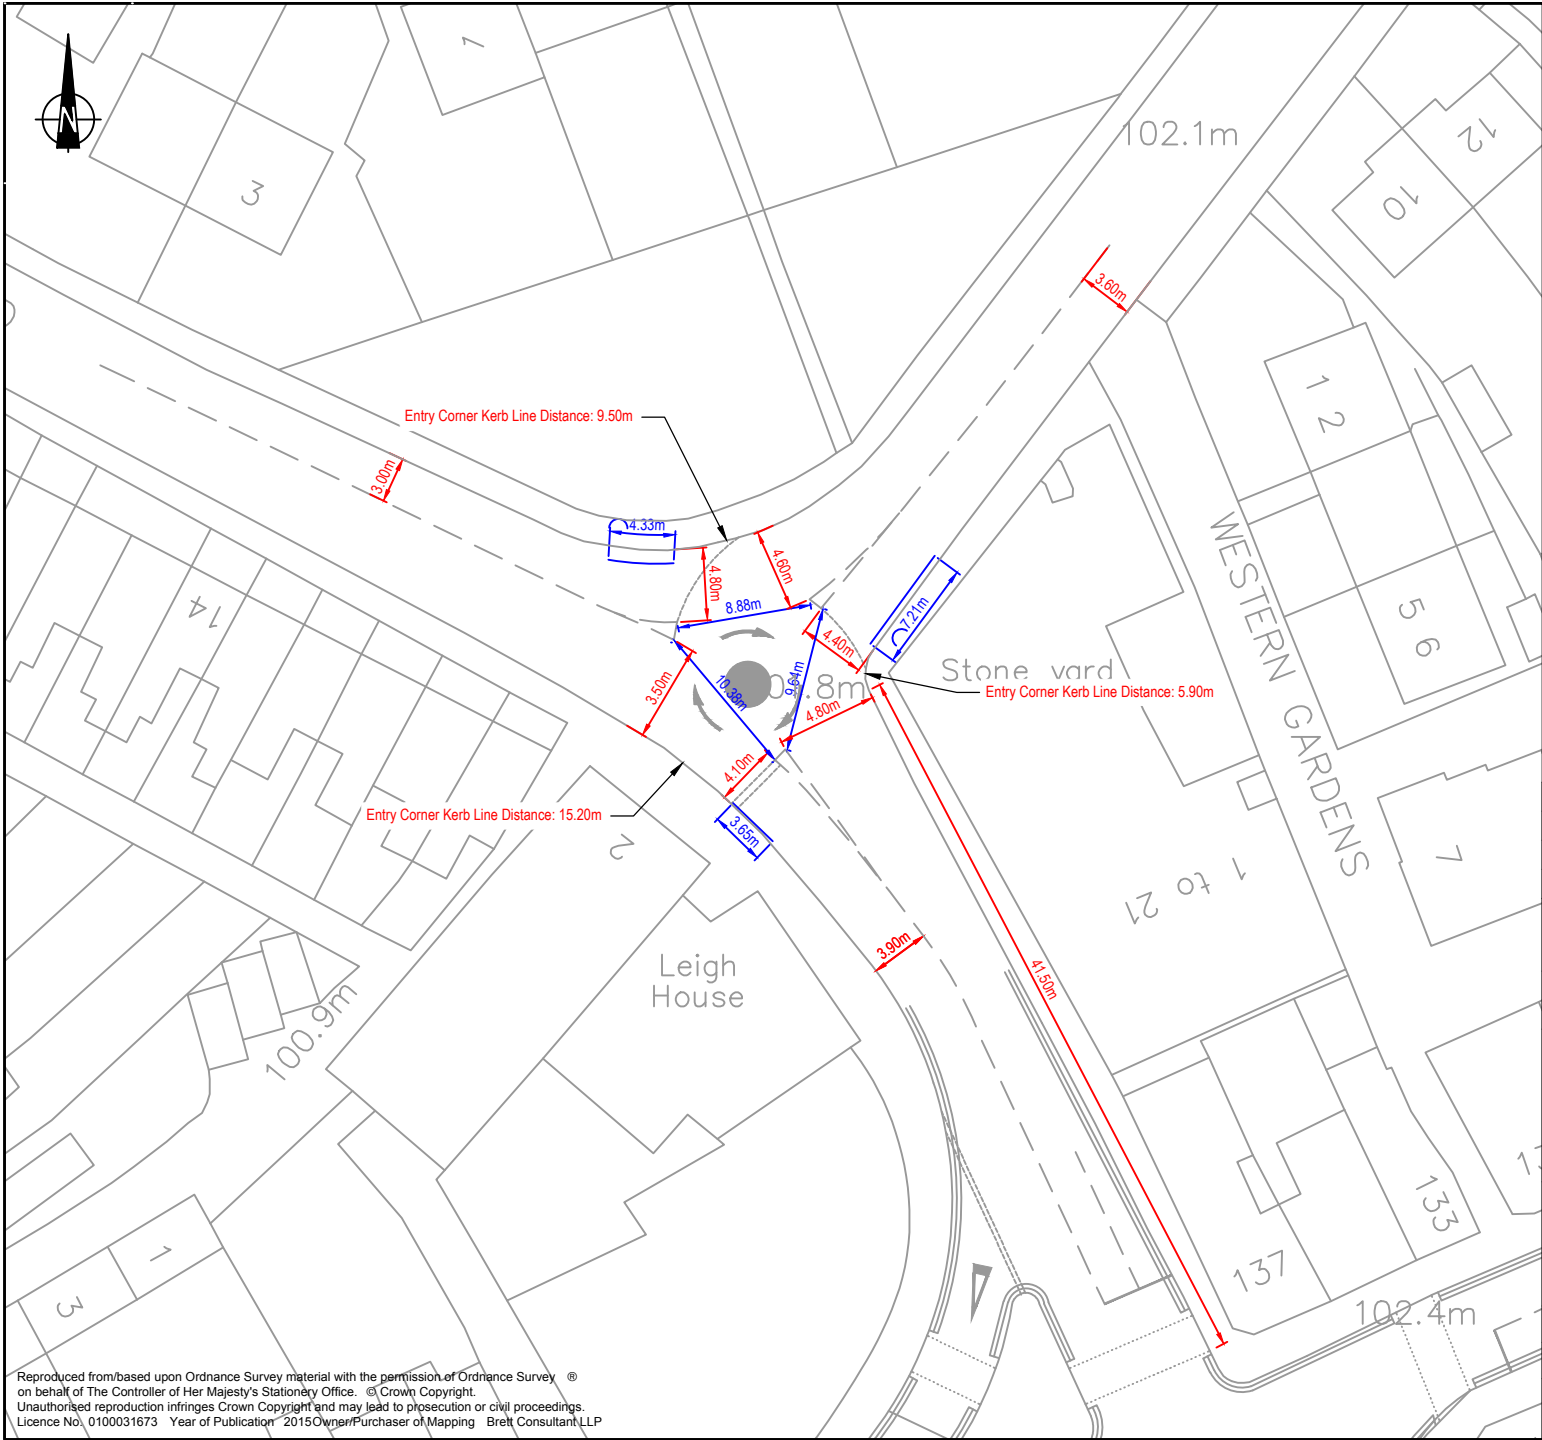 N
1
3
102.1m
12
10
3.60m
Entry Corner Kerb Line Distance: 9.50m
1 2
3.00m
4.33m
4.60m
4.80m
WESTERN GARDENS
14
8.88m
7.21m
5 6
4.40m
Stone yard
3.50m
10.38m
9.64m
.8m
Entry Corner Kerb Line Distance: 5.90m
4.80m
4.10m
Entry Corner Kerb Line Distance: 15.20m
3.65m
2
7
1 to 21
3.90m
Leigh
House
41.50m
100.9m
133
137
1
3
102.4m
Reproduced from/based upon Ordnance Survey material with the permission of Ordnance Survey ®
on behalf of The Controller of Her Majesty's Stationery Office. © Crown Copyright.
Unauthorised reproduction infringes Crown Copyright and may lead to prosecution or civil proceedings.
Licence No. 0100031673 Year of Publication 2015Owner/Purchaser of Mapping Brett Consultant LLP